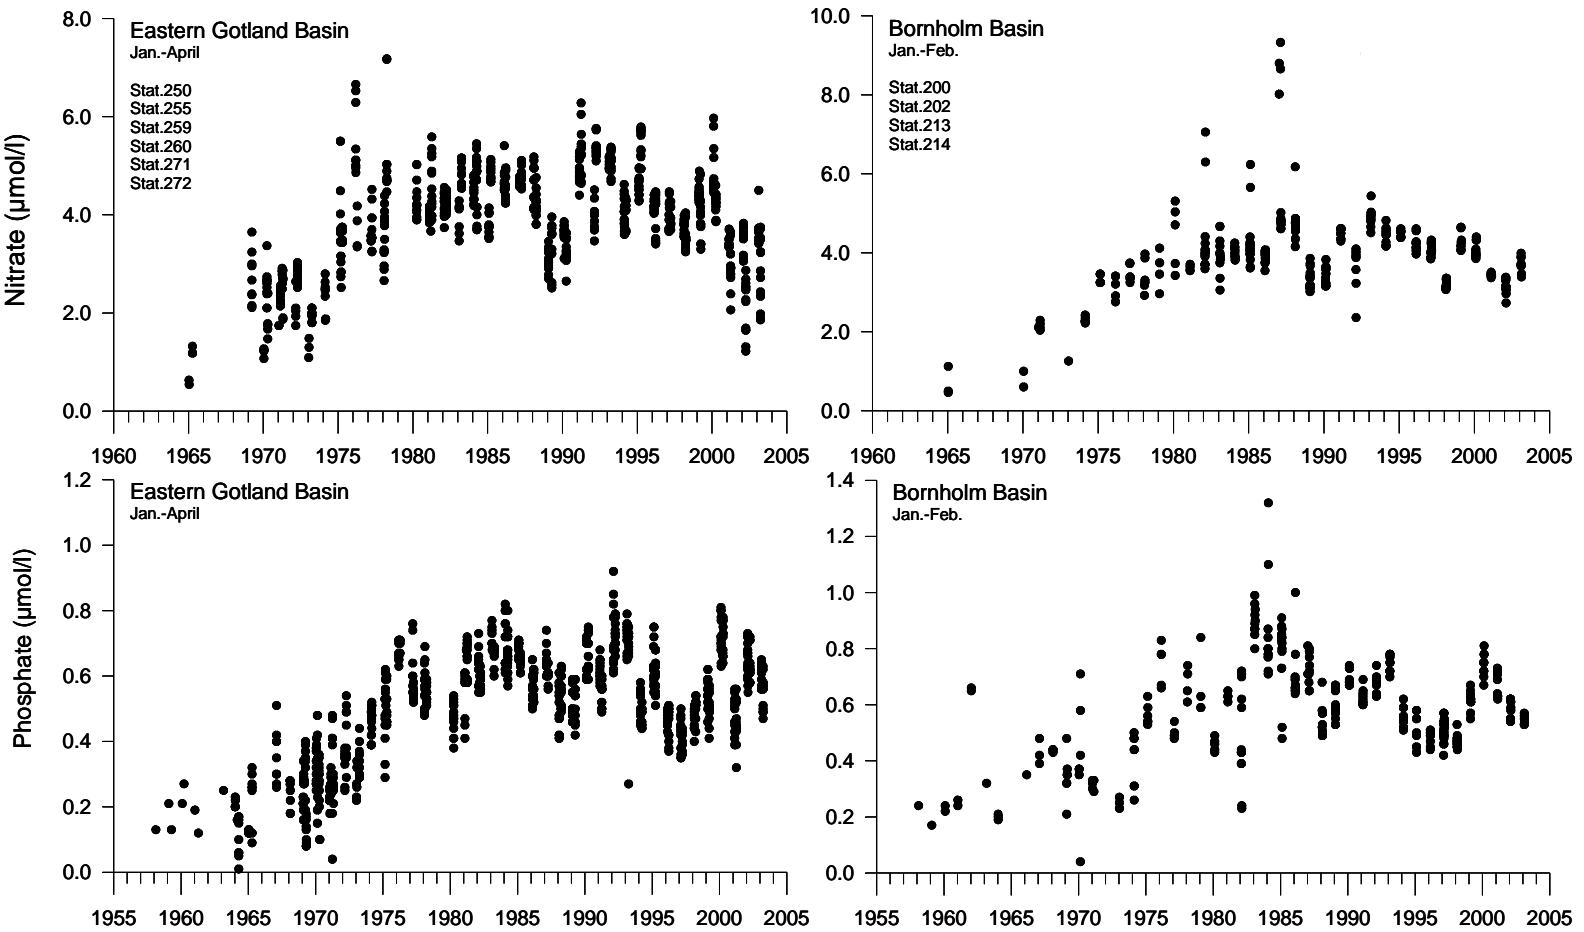 Eastern Gotland Basin
Jan.-April
Stat.250
Stat.255
Stat.259
Stat.260
Stat.271
Stat.272
Nitrate (µmol/l)
8.0
6.0
4.0
2.0
0.0
1960 1965 1970 1975 1980 1985 1990 1995 2000 2005
Bornholm Basin
Jan.-Feb.
Stat.200
Stat.202
Stat.213
Stat.214
10.0
8.0
6.0
4.0
2.0
0.0
1960 1965 1970 1975 1980 1985 1990 1995 2000 2005
Eastern Gotland Basin
Jan.-April
Phosphate (µmol/l)
1.2
1.0
0.8
0.6
0.4
0.2
0.0
1955 1960 1965 1970 1975 1980 1985 1990 1995 2000 2005
Bornholm Basin
Jan.-Feb.
1.4
1.2
1.0
0.8
0.6
0.4
0.2
0.0
1955 1960 1965 1970 1975 1980 1985 1990 1995 2000 2005